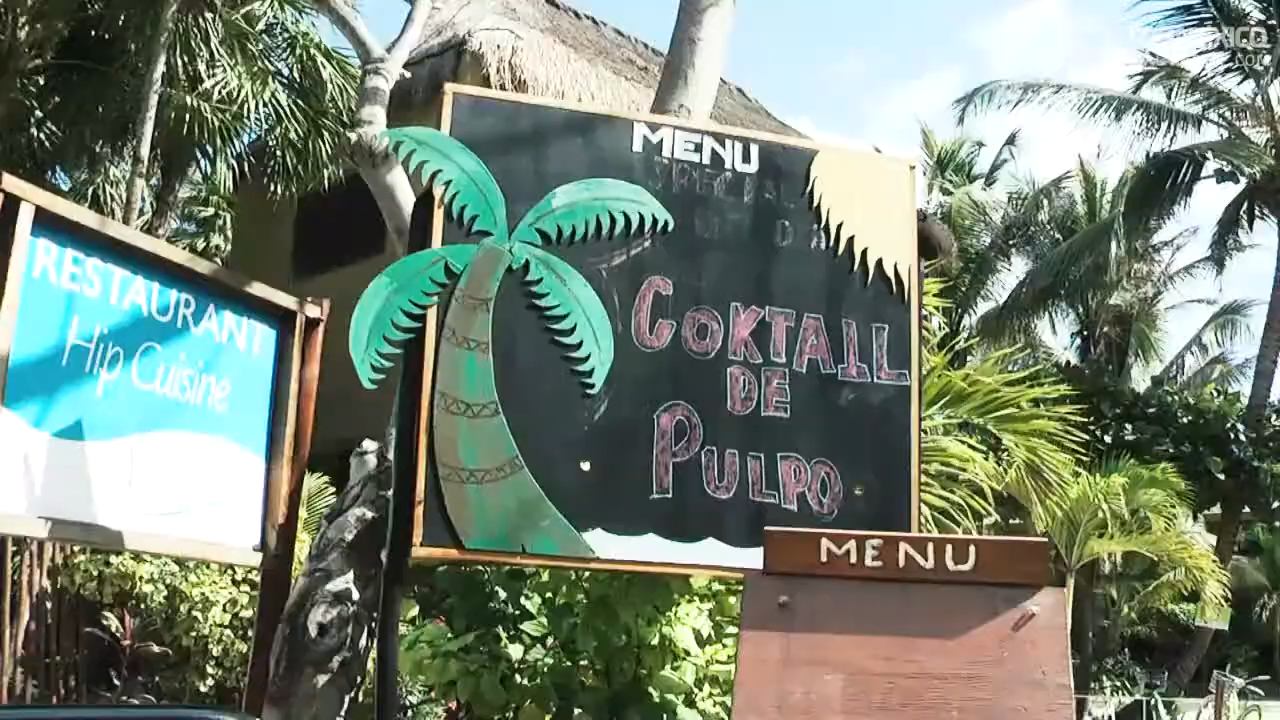 RESTAURANT
Hip Cuisine
MENU
COKTAIL
DE
PULPO
MENU